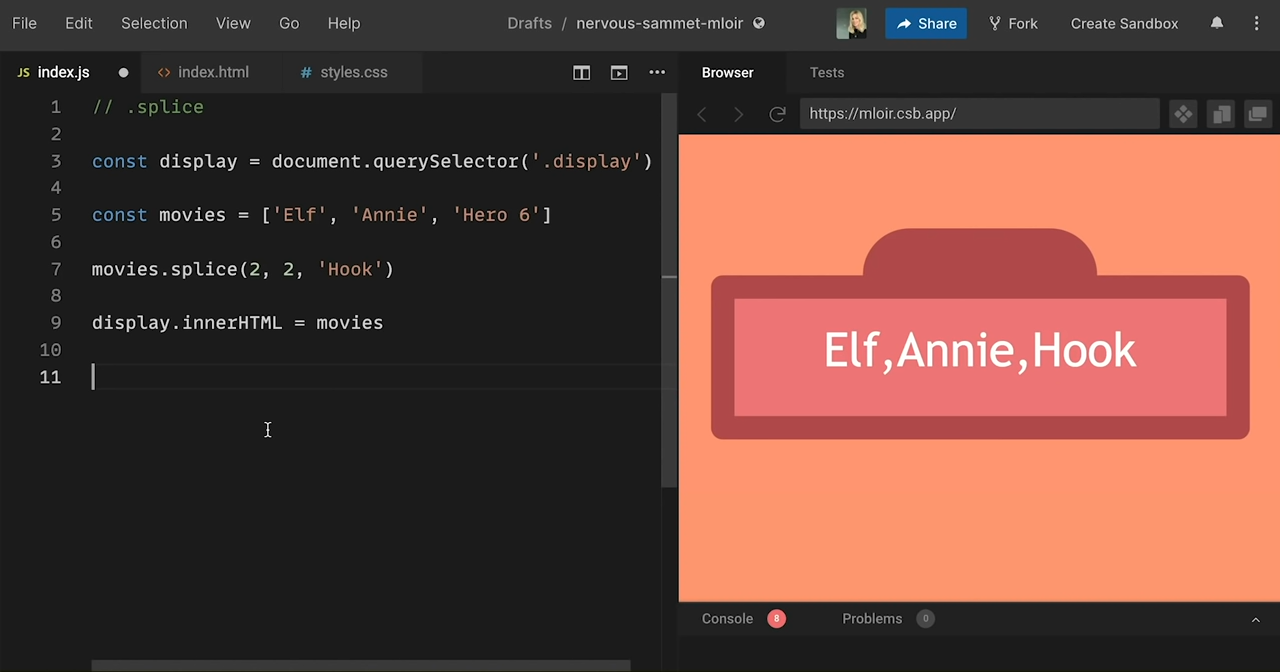 File Edit Selection View Go Help Drafts / nervous-sammet-mloir Share Fork Create Sandbox
JS index.js <> index.html # styles.css
1 // .splice
2
3 const display = document.querySelector('.display')
4
5 const movies = ['Elf', 'Annie', 'Hero 6']
6
7 movies.splice(2, 2, 'Hook')
8
9 display.innerHTML = movies
10
11
Browser Tests
https://mloir.csb.app/
Elf,Annie,Hook
Console 8 Problems 0